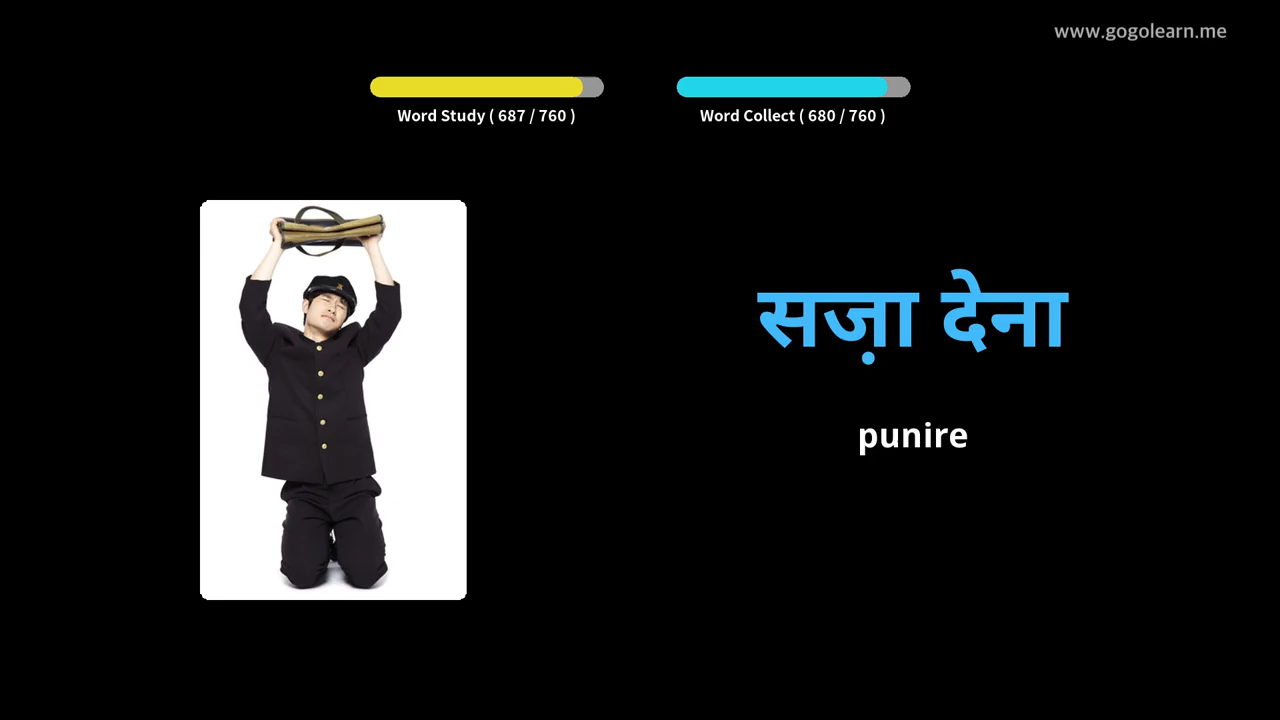 www.gogolearn.me
Word Study ( 687 / 760 )
Word Collect ( 680 / 760 )
सज़ा देना
punire